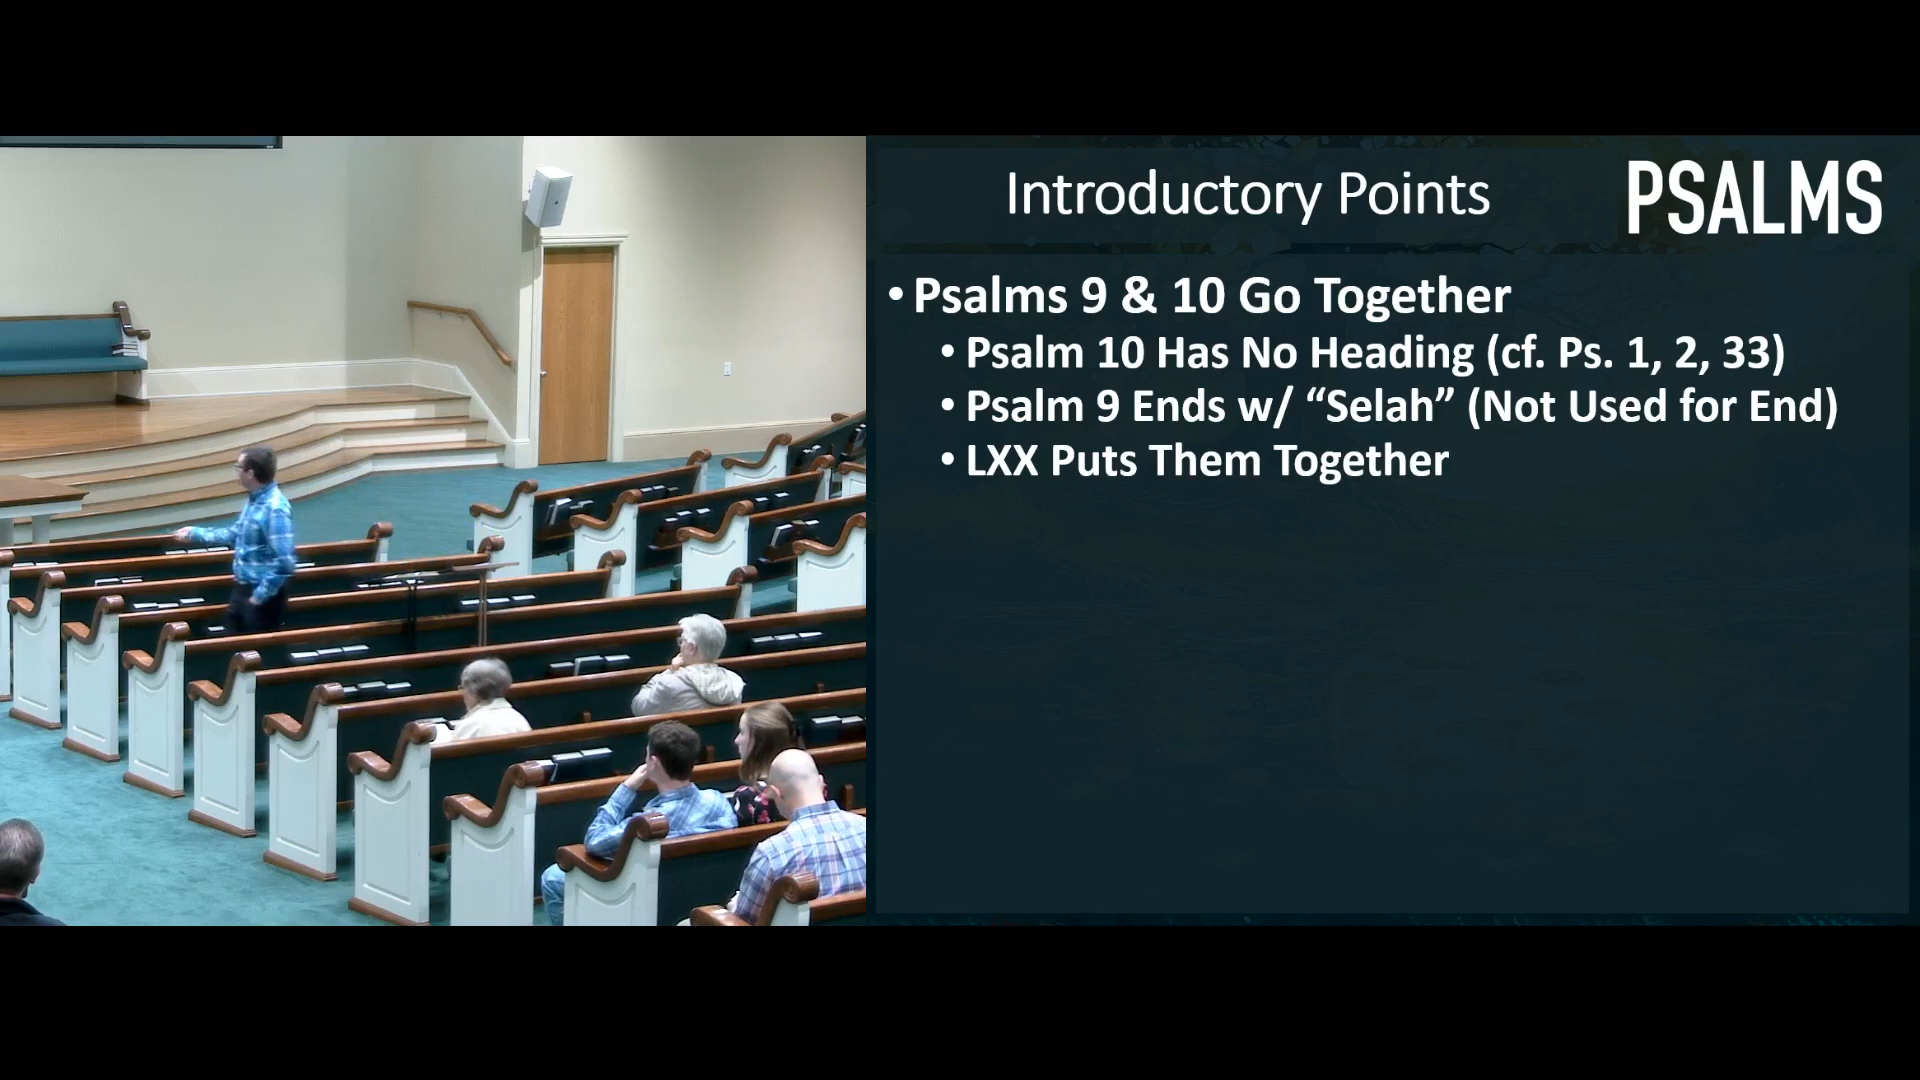 Introductory Points
PSALMS
• Psalms 9 & 10 Go Together
• Psalm 10 Has No Heading (cf. Ps. 1, 2, 33)
• Psalm 9 Ends w/ “Selah” (Not Used for End)
• LXX Puts Them Together